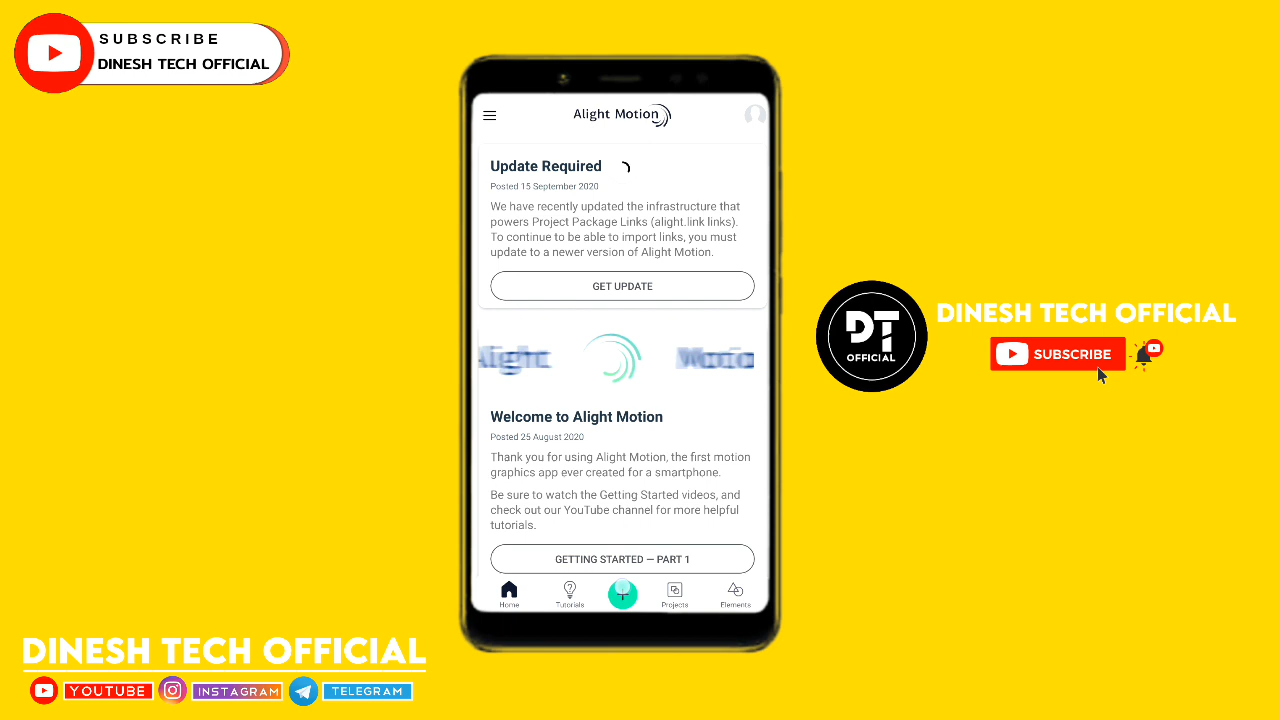 SUBSCRIBE
DINESH TECH OFFICIAL
Alight Motion
Update Required
Posted 15 September 2020
We have recently updated the infrastructure that
powers Project Package Links (alight.link links).
To continue to be able to import links, you must
update to a newer version of Alight Motion.
GET UPDATE
Alight Motio
Welcome to Alight Motion
Posted 25 August 2020
Thank you for using Alight Motion, the first motion
graphics app ever created for a smartphone.
Be sure to watch the Getting Started videos, and
check out our YouTube channel for more helpful
tutorials.
GETTING STARTED — PART 1
Home Tutorials Projects Elements
DT
OFFICIAL
DINESH TECH OFFICIAL
SUBSCRIBE
DINESH TECH OFFICIAL
YOUTUBE INSTAGRAM TELEGRAM